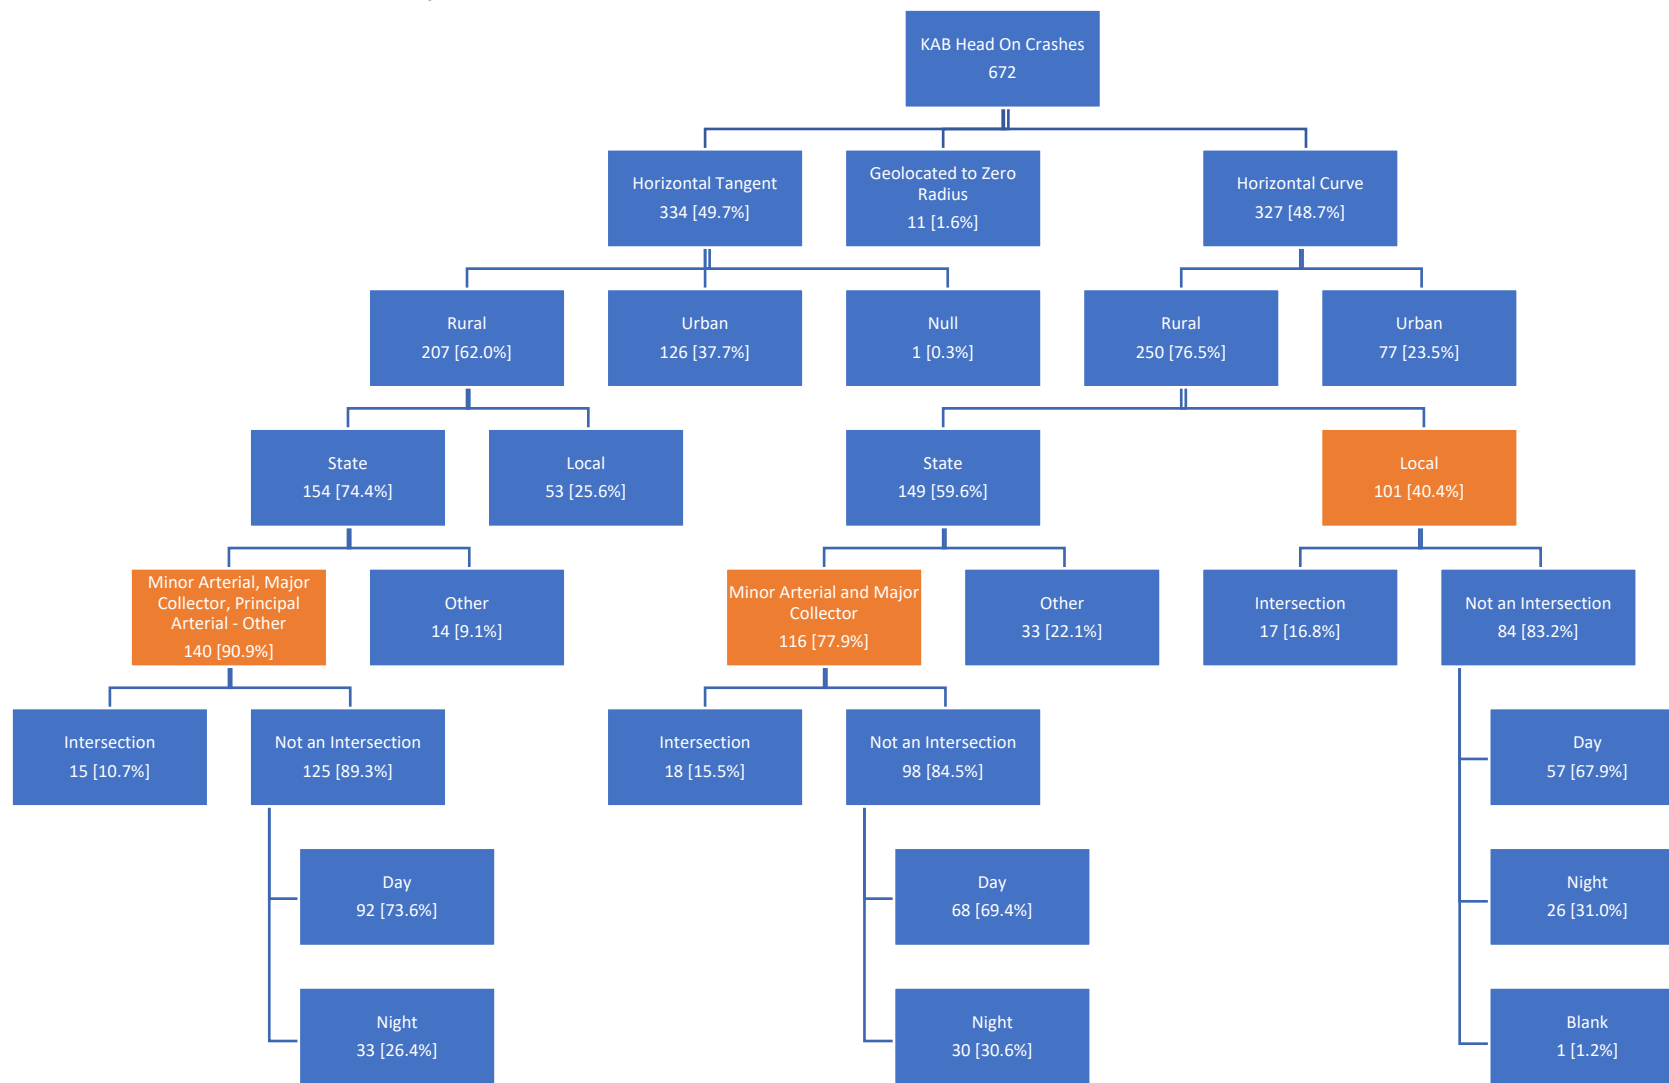 KAB Head On Crashes
672
Horizontal Tangent
334 [49.7%]
Geolocated to Zero
Radius
11 [1.6%]
Horizontal Curve
327 [48.7%]
Rural
207 [62.0%]
Urban
126 [37.7%]
Null
1 [0.3%]
Rural
250 [76.5%]
Urban
77 [23.5%]
State
154 [74.4%]
Local
53 [25.6%]
State
149 [59.6%]
Local
101 [40.4%]
Minor Arterial, Major
Collector, Principal
Arterial - Other
140 [90.9%]
Other
14 [9.1%]
Minor Arterial and Major
Collector
116 [77.9%]
Other
33 [22.1%]
Intersection
17 [16.8%]
Not an Intersection
84 [83.2%]
Intersection
15 [10.7%]
Not an Intersection
125 [89.3%]
Intersection
18 [15.5%]
Not an Intersection
98 [84.5%]
Day
57 [67.9%]
Day
92 [73.6%]
Day
68 [69.4%]
Night
26 [31.0%]
Night
33 [26.4%]
Night
30 [30.6%]
Blank
1 [1.2%]